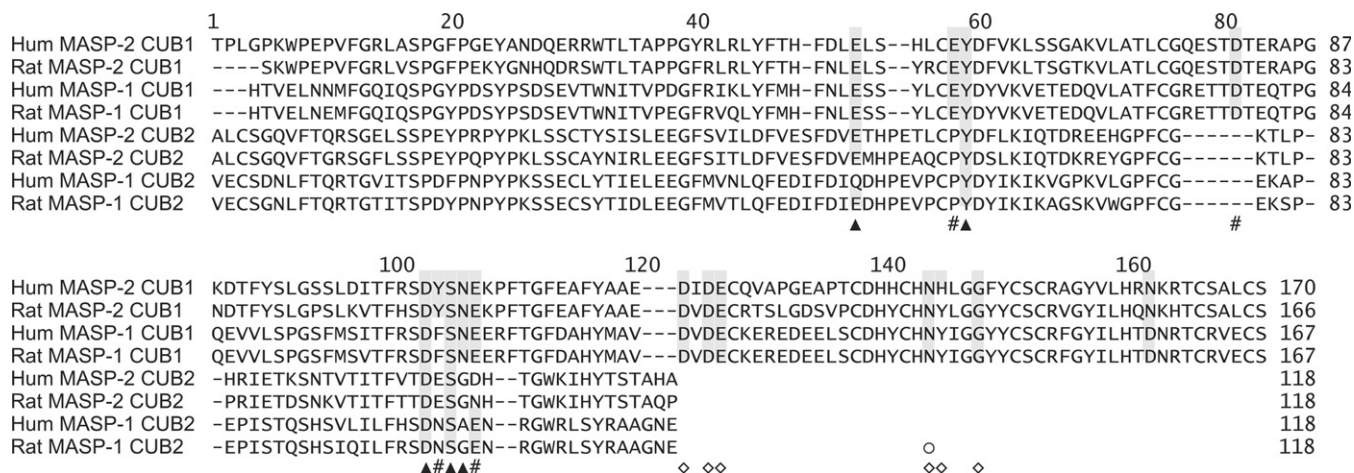 1 20 40 60 80
Hum MASP-2 CUB1 TPLGPKWPEPVFGRLASPGFPGEYANDQERRWTLTAPPGYRLRLYFTH-FDLELS--HLCEYDFVKLSSGAKVLATLCGQESTDTERAPG 87
Rat MASP-2 CUB1 ----SKWPEPVFGRLVSPGFPEKYGNHQDRSWTLTAPPGFRLRLYFTH-FNLELS--YRCEYDFVKLTSGTKVLATLCGQESTDTERAPG 83
Hum MASP-1 CUB1 ---HTVELNNMFGQIQSPGYPDSYPSDSEVTWNITVPDGFRIKLYFMH-FNLESS--YLCEYDYVKVETEDQVLATFCGRETTDTEQTPG 84
Rat MASP-1 CUB1 ---HTVELNEMFGQIQSPGYPDSYPSDSEVTWNITVPEGFRVQLYFMH-FNLESS--YLCEYDYVKVETEDQVLATFCGRETTDTEQTPG 84
Hum MASP-2 CUB2 ALCSGQVFTQRSGELSSPEYPRPYPKLSSCTYSISLEEGFSVILDFVESFDVETHPETLCPYDFLKIQTDREEHGPFCG------KTLP- 83
Rat MASP-2 CUB2 ALCSGQVFTGRSGFLSSPEYPQPYPKLSSCAYNIRLEEGFSITLDFVESFDVEMHPEAQCPYDSLKIQTDKREYGPFCG------KTLP- 83
Hum MASP-1 CUB2 VECSDNLFTQRTGVITSPDFPNPYPKSSECLYTIELEEGFMVNLQFEDIFDIQDHPEVPCPYDYIKIKVGPKVLGPFCG------EKAP- 83
Rat MASP-1 CUB2 VECSGNLFTQRTGTITSPDYPNPYPKSSECSYTIDLEEGFMVTLQFEDIFDIEDHPEVPCPYDYIKIKAGSKVWGPFCG------EKSP- 83
▲ # ▲ #
100 120 140 160
Hum MASP-2 CUB1 KDTFYSLGSSLDITFRSDYSNEKPFTGFEAFYAAE---DIDECQVAPGEAPTCDHHCHNHLGGFYCSCRAGYVLHRNKRTCSALCS 170
Rat MASP-2 CUB1 NDTFYSLGPSLKVTFHSDYSNEKPFTGFEAFYAAE---DVDECRTSLGDSVPCDHYCHNYLGGYYCSCRVGYILHQNKHTCSALCS 166
Hum MASP-1 CUB1 QEVVLSPGSFMSITFRSDFSNEERFTGFDAHYMAV---DVDECKEREDEELSCDHYCHNYIGGYYCSCRFGYILHTDNRTCRVECS 167
Rat MASP-1 CUB1 QEVVLSPGSFMSVTFRSDFSNEERFTGFDAHYMAV---DVDECKEREDEELSCDHYCHNYIGGYYCSCRFGYILHTDNRTCRVECS 167
Hum MASP-2 CUB2 -HRIETKSNTVTITFVTDESGDH--TGWKIHYTSTAHA 118
Rat MASP-2 CUB2 -PRIETDSNKVTITFTTDESGNH--TGWKIHYTSTAQP 118
Hum MASP-1 CUB2 -EPISTQSHSVLILFHSDNSAEN--RGWRLSYRAAGNE 118
Rat MASP-1 CUB2 -EPISTQSHSIQILFRSDNSGEN--RGWRLSYRAAGNE 118
○
▲#▲▲# ◇ ◇◇ ◇◇ ◇